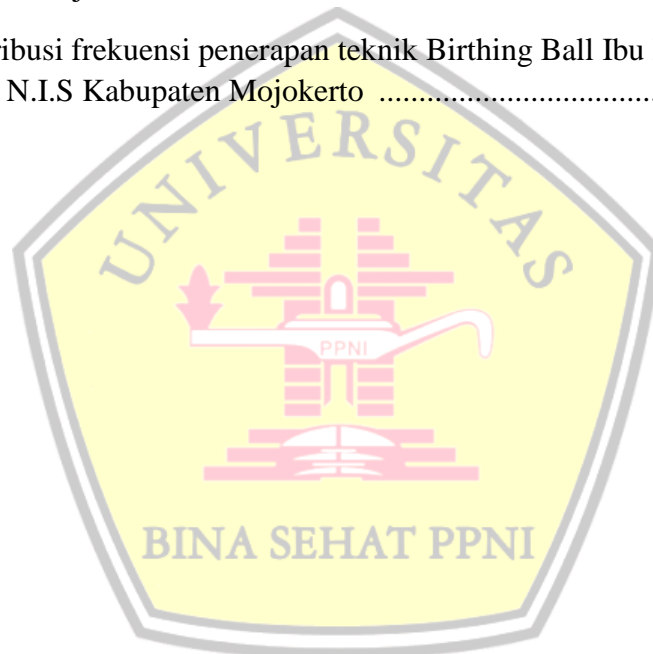 ribusi frekuensi penerapan teknik Birthing Ball Ibu
N.I.S Kabupaten Mojokerto ..................................
UNIVERSITAS
PPNI
BINA SEHAT PPNI